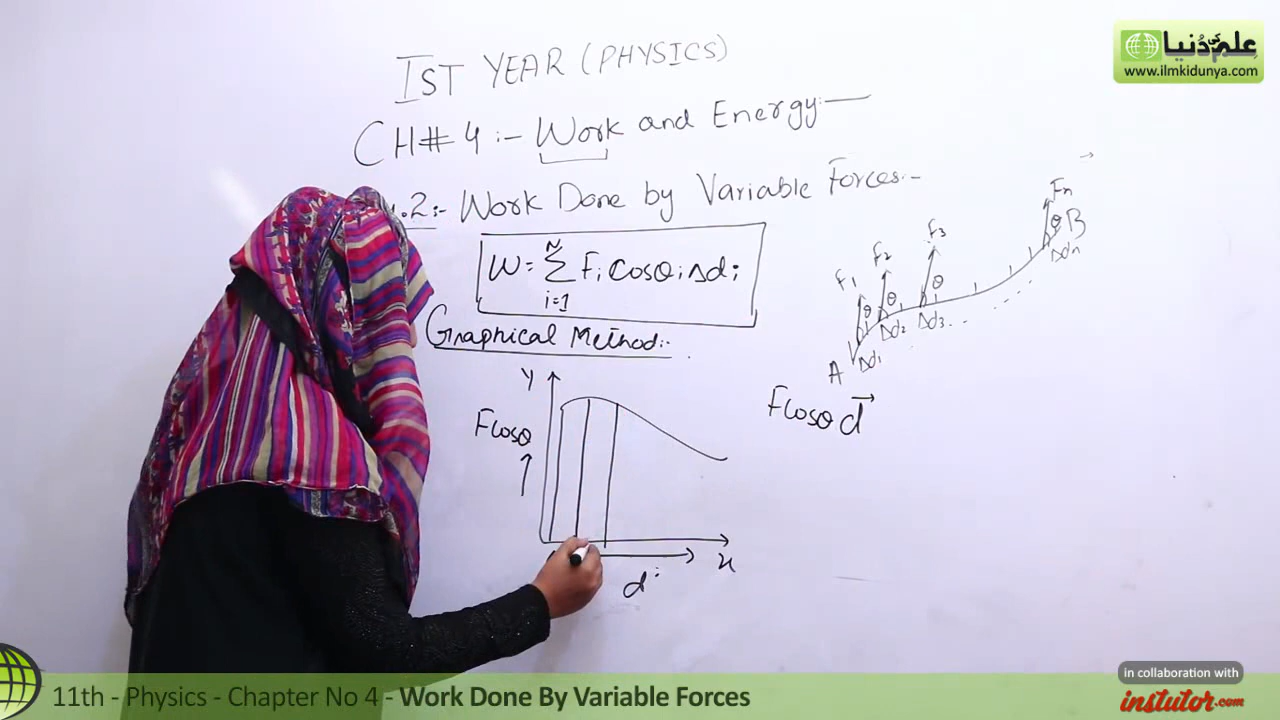 علم کی دنیا
www.ilmkidunya.com
IST YEAR (PHYSICS)
CH# 4 :- Work and Energy:-
.2:- Work Done by Variable Forces:-
W = N∑i=1 Fi Cosθi Δdi
Graphical Method:-
Y
Fcosθ
x
d
F1
F2
F3
Fn
θ
θ
θ
θ
A
B
Δd1
Δd2
Δd3
Δdn
Fcosθ d
in collaboration with
instutor.com
11th - Physics - Chapter No 4 - Work Done By Variable Forces